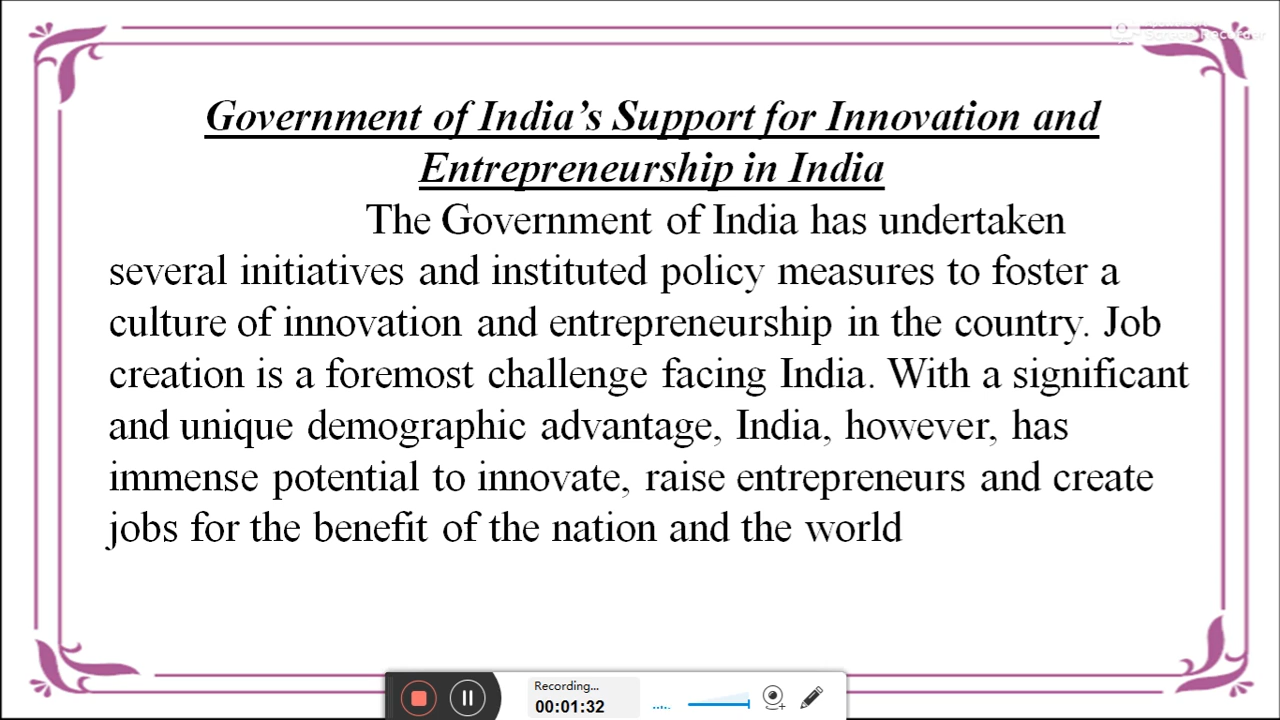 Screen Recorder
Government of India’s Support for Innovation and
Entrepreneurship in India
The Government of India has undertaken
several initiatives and instituted policy measures to foster a
culture of innovation and entrepreneurship in the country. Job
creation is a foremost challenge facing India. With a significant
and unique demographic advantage, India, however, has
immense potential to innovate, raise entrepreneurs and create
jobs for the benefit of the nation and the world
Recording...
00:01:32